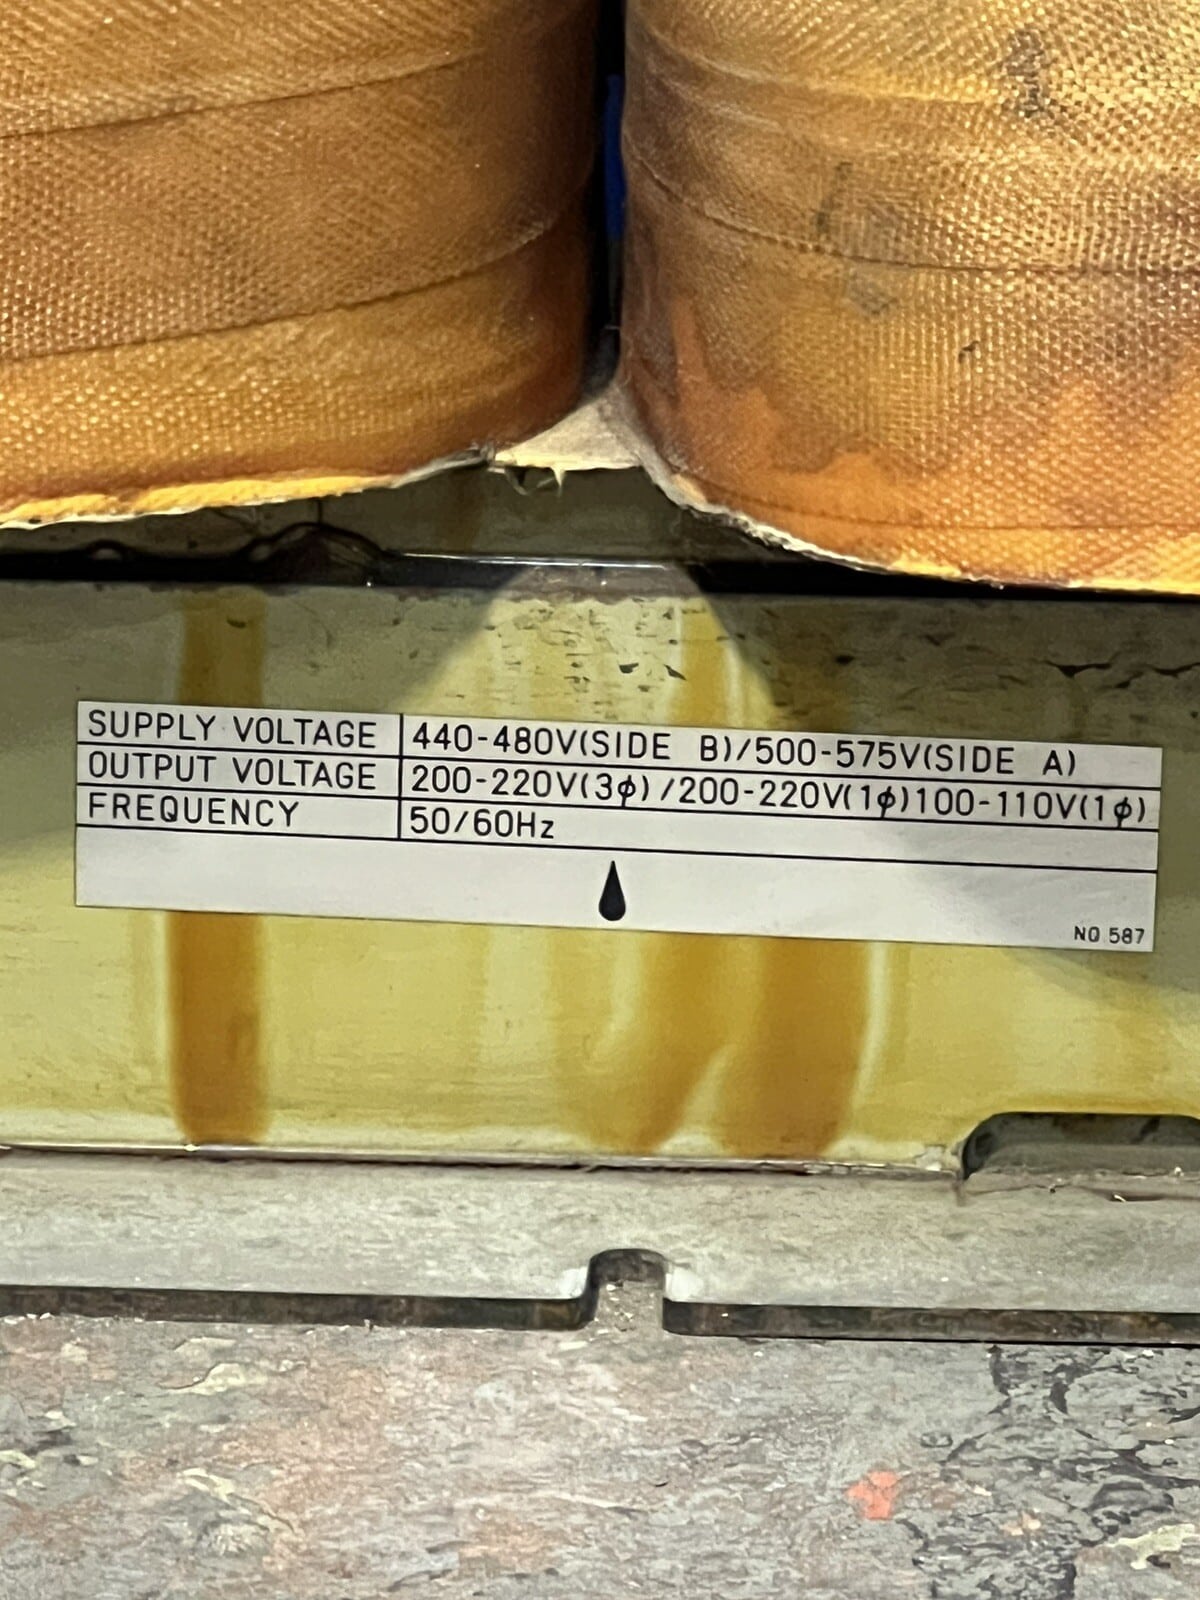 SUPPLY VOLTAGE 440-480V(SIDE B)/500-575V(SIDE A)
OUTPUT VOLTAGE 200-220V(3ϕ)/200-220V(1ϕ)100-110V(1ϕ)
FREQUENCY 50/60Hz
NO 587